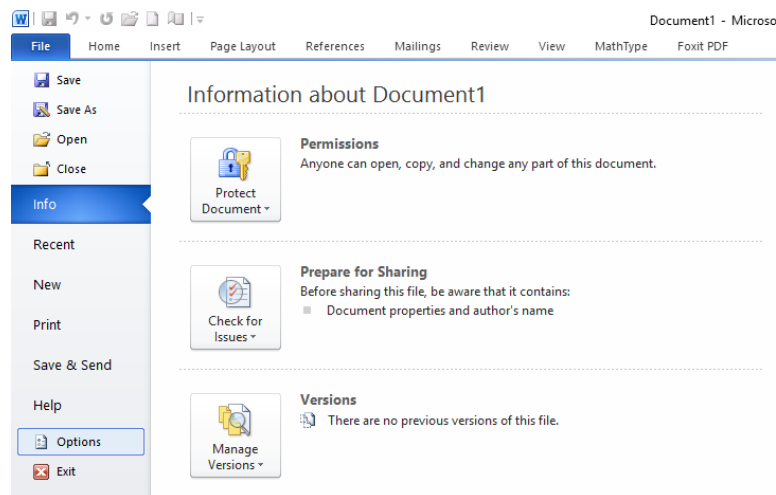 Document1 - Microso
File Home Insert Page Layout References Mailings Review View MathType Foxit PDF
Save
Save As
Open
Close
Info
Recent
New
Print
Save & Send
Help
Options
Exit
Information about Document1
Protect
Document
Permissions
Anyone can open, copy, and change any part of this document.
Check for
Issues
Prepare for Sharing
Before sharing this file, be aware that it contains:
Document properties and author's name
Manage
Versions
Versions
There are no previous versions of this file.